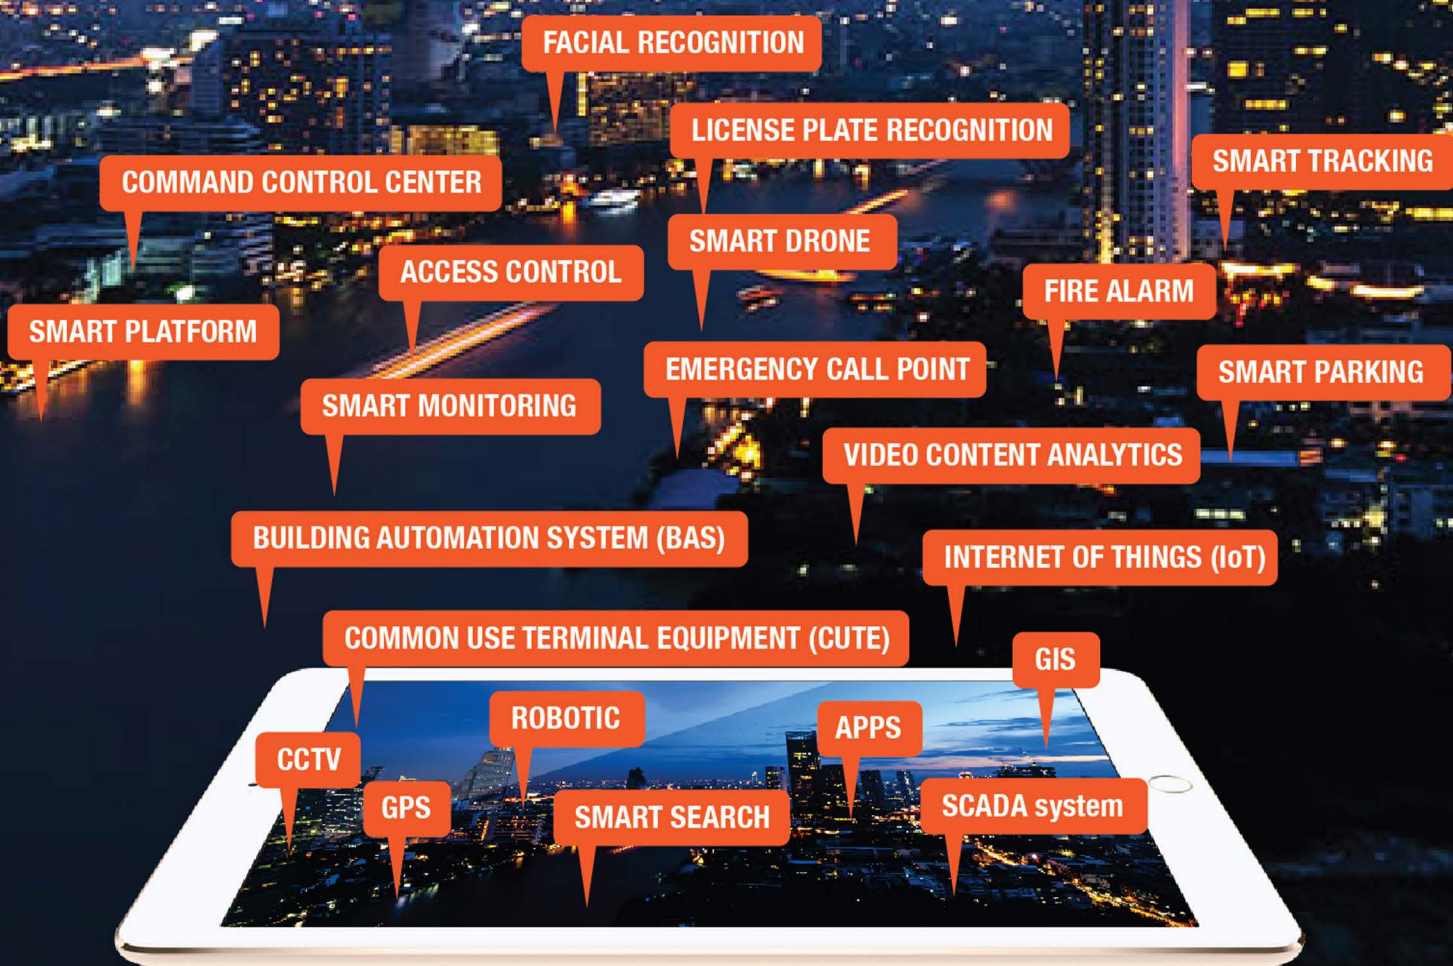 FACIAL RECOGNITION
LICENSE PLATE RECOGNITION
SMART TRACKING
COMMAND CONTROL CENTER
SMART DRONE
ACCESS CONTROL
FIRE ALARM
SMART PLATFORM
EMERGENCY CALL POINT
SMART PARKING
SMART MONITORING
VIDEO CONTENT ANALYTICS
BUILDING AUTOMATION SYSTEM (BAS)
INTERNET OF THINGS (IoT)
COMMON USE TERMINAL EQUIPMENT (CUTE)
GIS
ROBOTIC
APPS
CCTV
GPS
SMART SEARCH
SCADA system